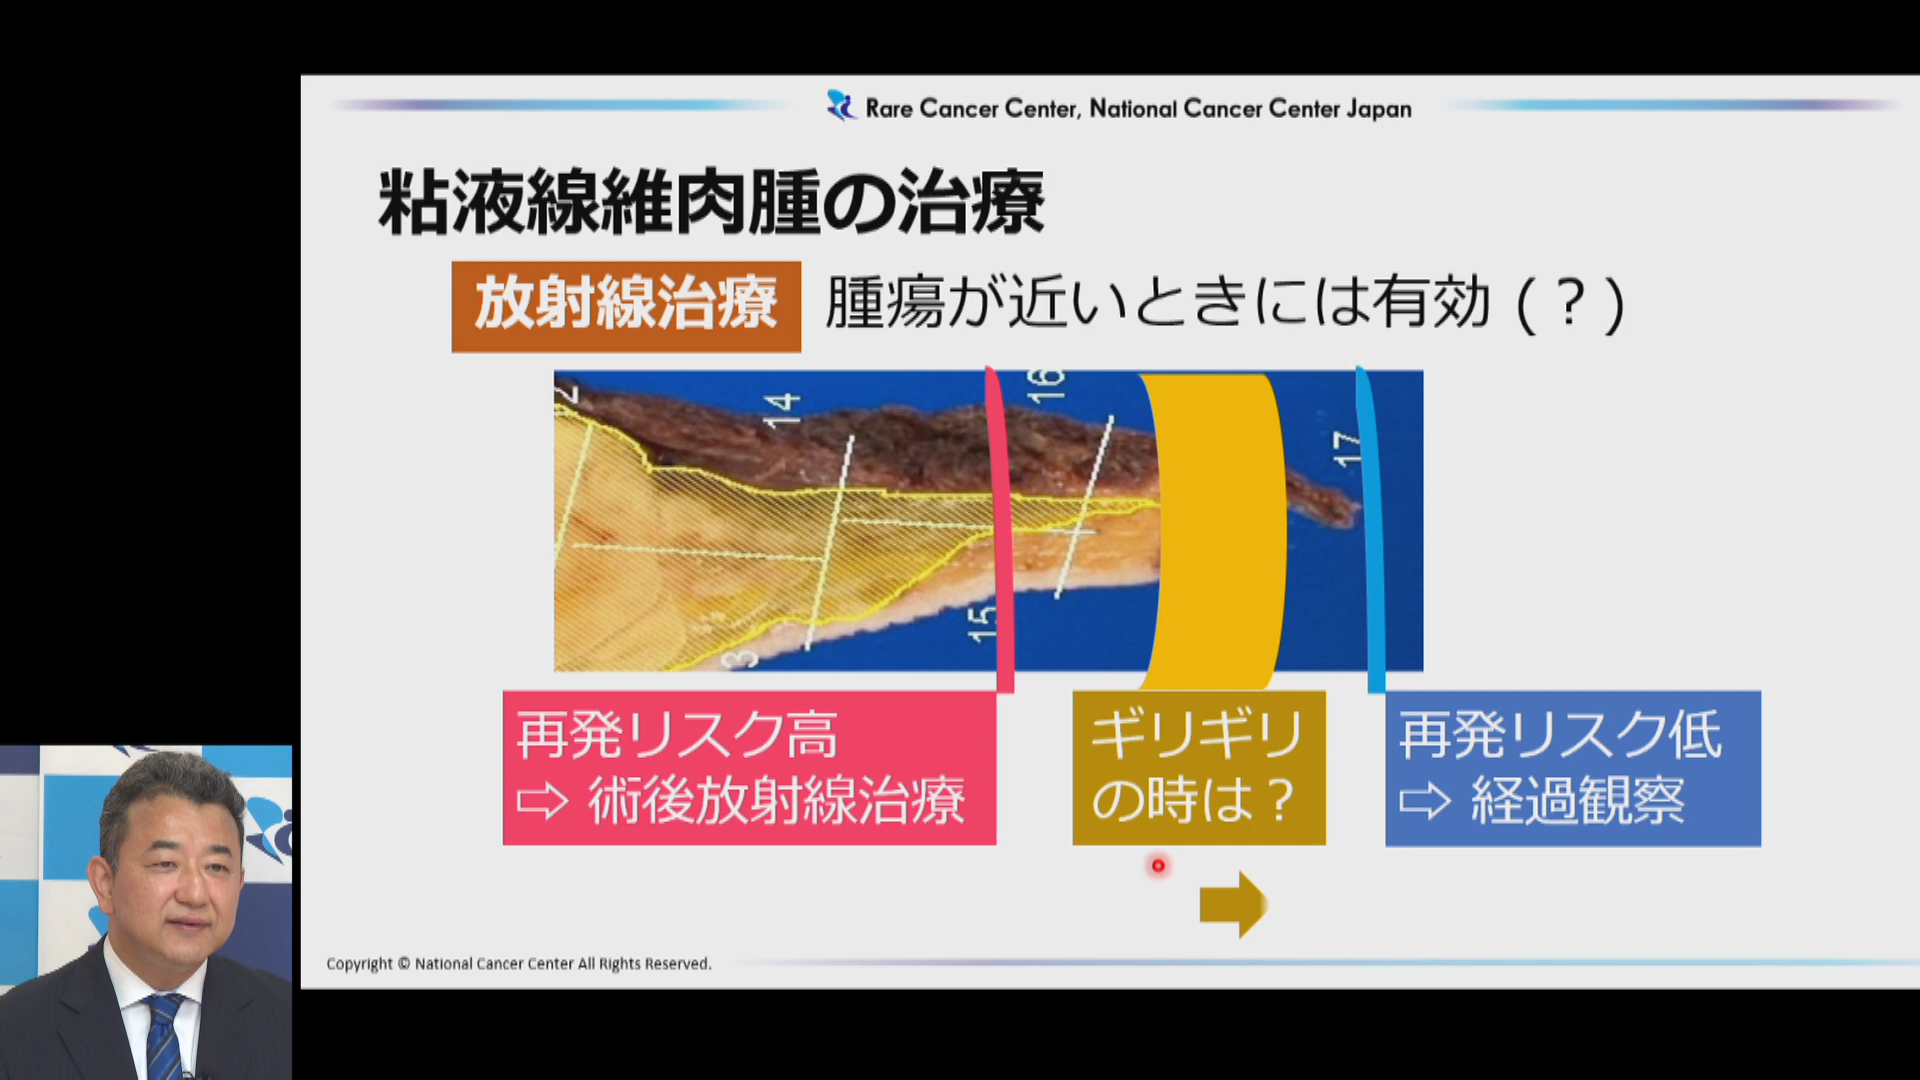 Rare Cancer Center, National Cancer Center Japan
粘液線維肉腫の治療
放射線治療 腫瘍が近いときには有効(?)
2
14
16
17
15
3
再発リスク高
⇨ 術後放射線治療
ギリギリ
の時は?
再発リスク低
⇨ 経過観察
Copyright © National Cancer Center All Rights Reserved.